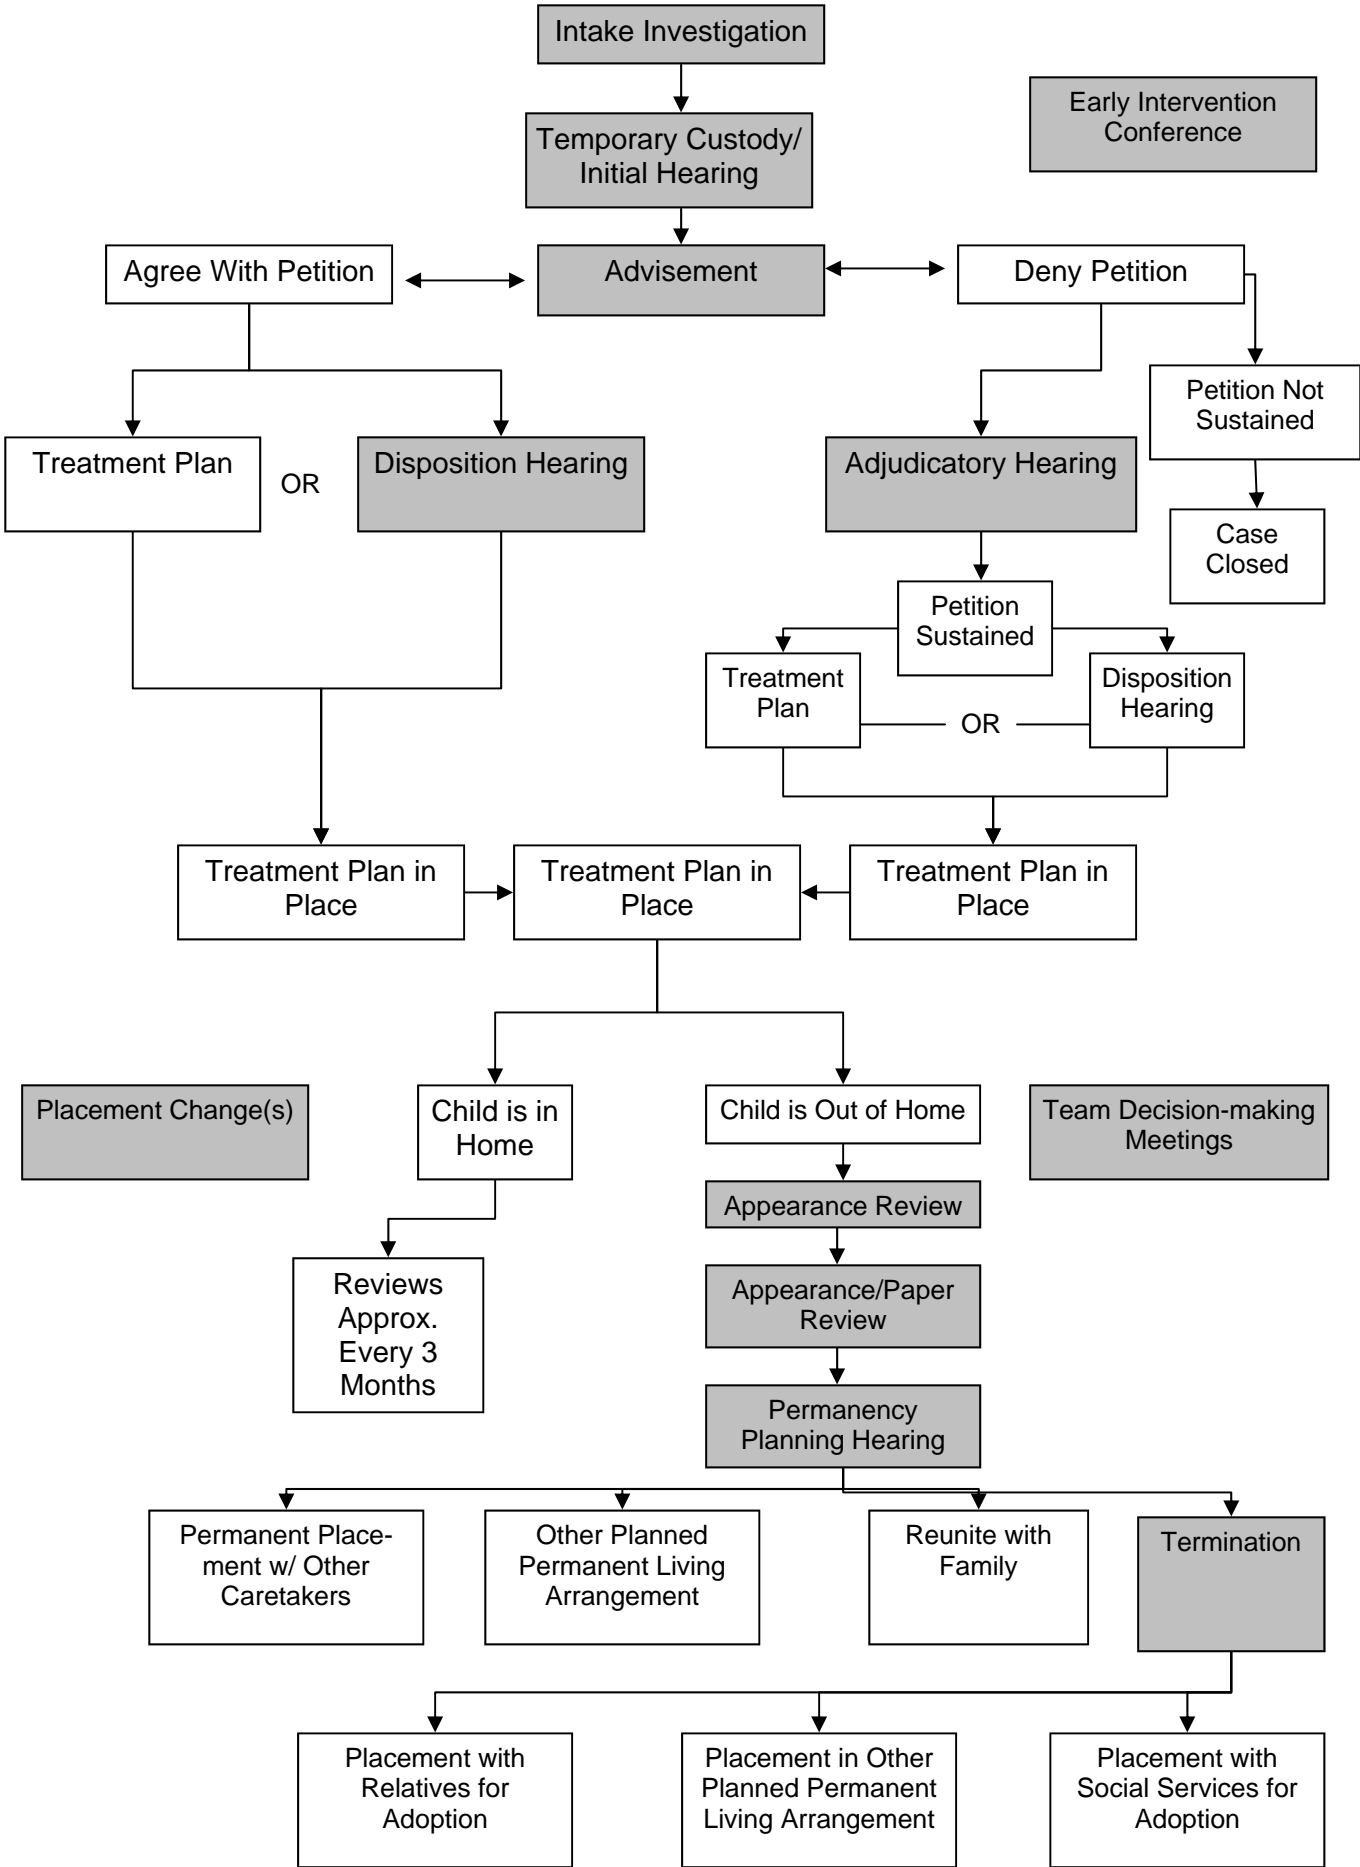 Intake Investigation
Early Intervention
Conference
Temporary Custody/
Initial Hearing
Agree With Petition
Advisement
Deny Petition
Petition Not
Sustained
Treatment Plan
OR
Disposition Hearing
Adjudicatory Hearing
Case
Closed
Petition
Sustained
Treatment
Plan
OR
Disposition
Hearing
Treatment Plan in
Place
Treatment Plan in
Place
Treatment Plan in
Place
Placement Change(s)
Child is in
Home
Child is Out of Home
Team Decision-making
Meetings
Appearance Review
Reviews
Approx.
Every 3
Months
Appearance/Paper
Review
Permanency
Planning Hearing
Permanent Place-
ment w/ Other
Caretakers
Other Planned
Permanent Living
Arrangement
Reunite with
Family
Termination
Placement with
Relatives for
Adoption
Placement in Other
Planned Permanent
Living Arrangement
Placement with
Social Services for
Adoption